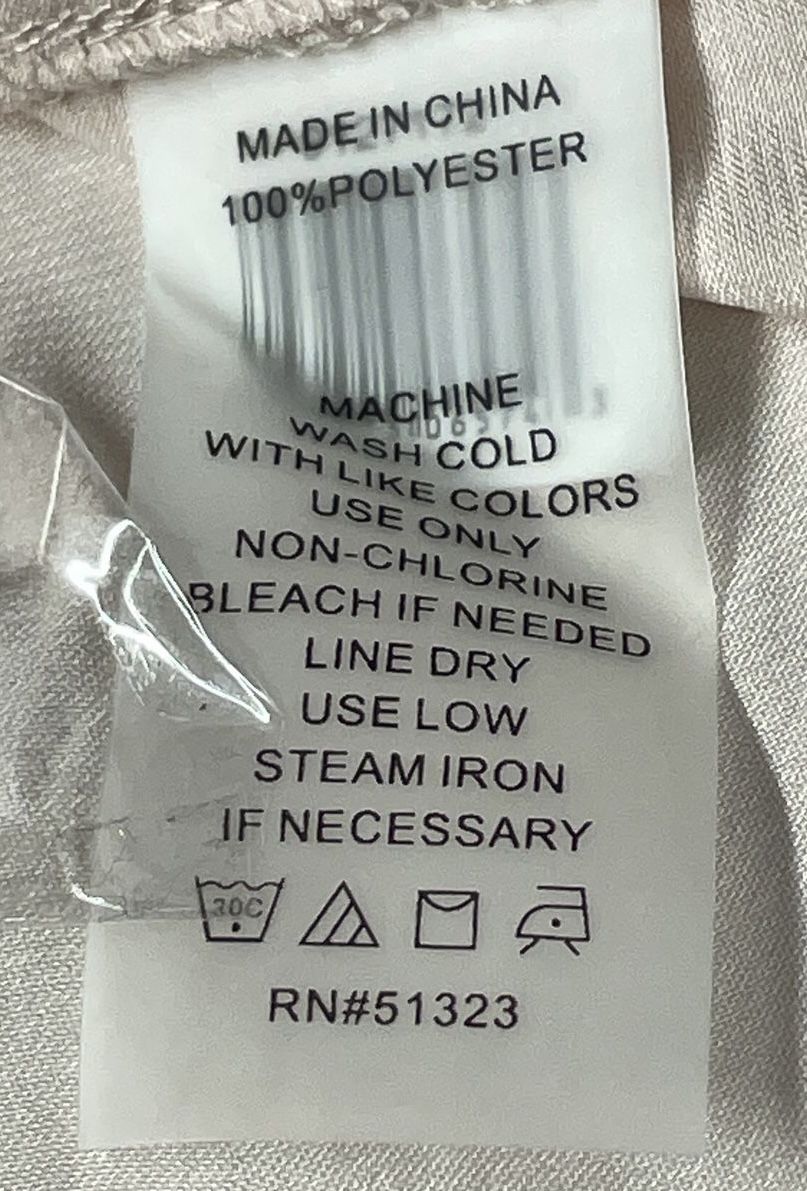 MADE IN CHINA
100%POLYESTER
MACHINE
WASH COLD
WITH LIKE COLORS
USE ONLY
NON-CHLORINE
BLEACH IF NEEDED
LINE DRY
USE LOW
STEAM IRON
IF NECESSARY
30C
RN#51323